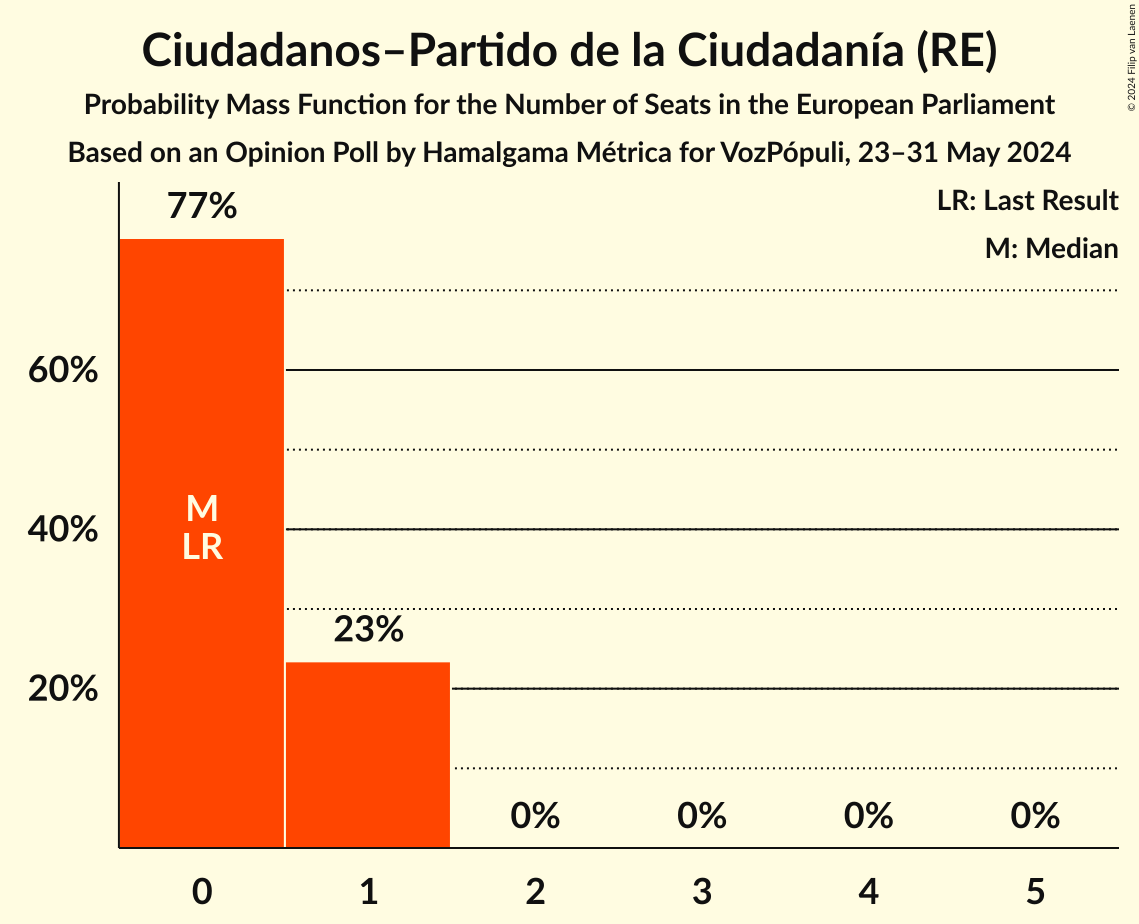 Ciudadanos–Partido de la Ciudadanía (RE)
Probability Mass Function for the Number of Seats in the European Parliament
Based on an Opinion Poll by Hamalgama Métrica for VozPópuli, 23–31 May 2024
© 2024 Filip van Laenen
LR: Last Result
M: Median
77%
60%
M
40%
LR
23%
20%
0% 0% 0% 0%
0 1 2 3 4 5